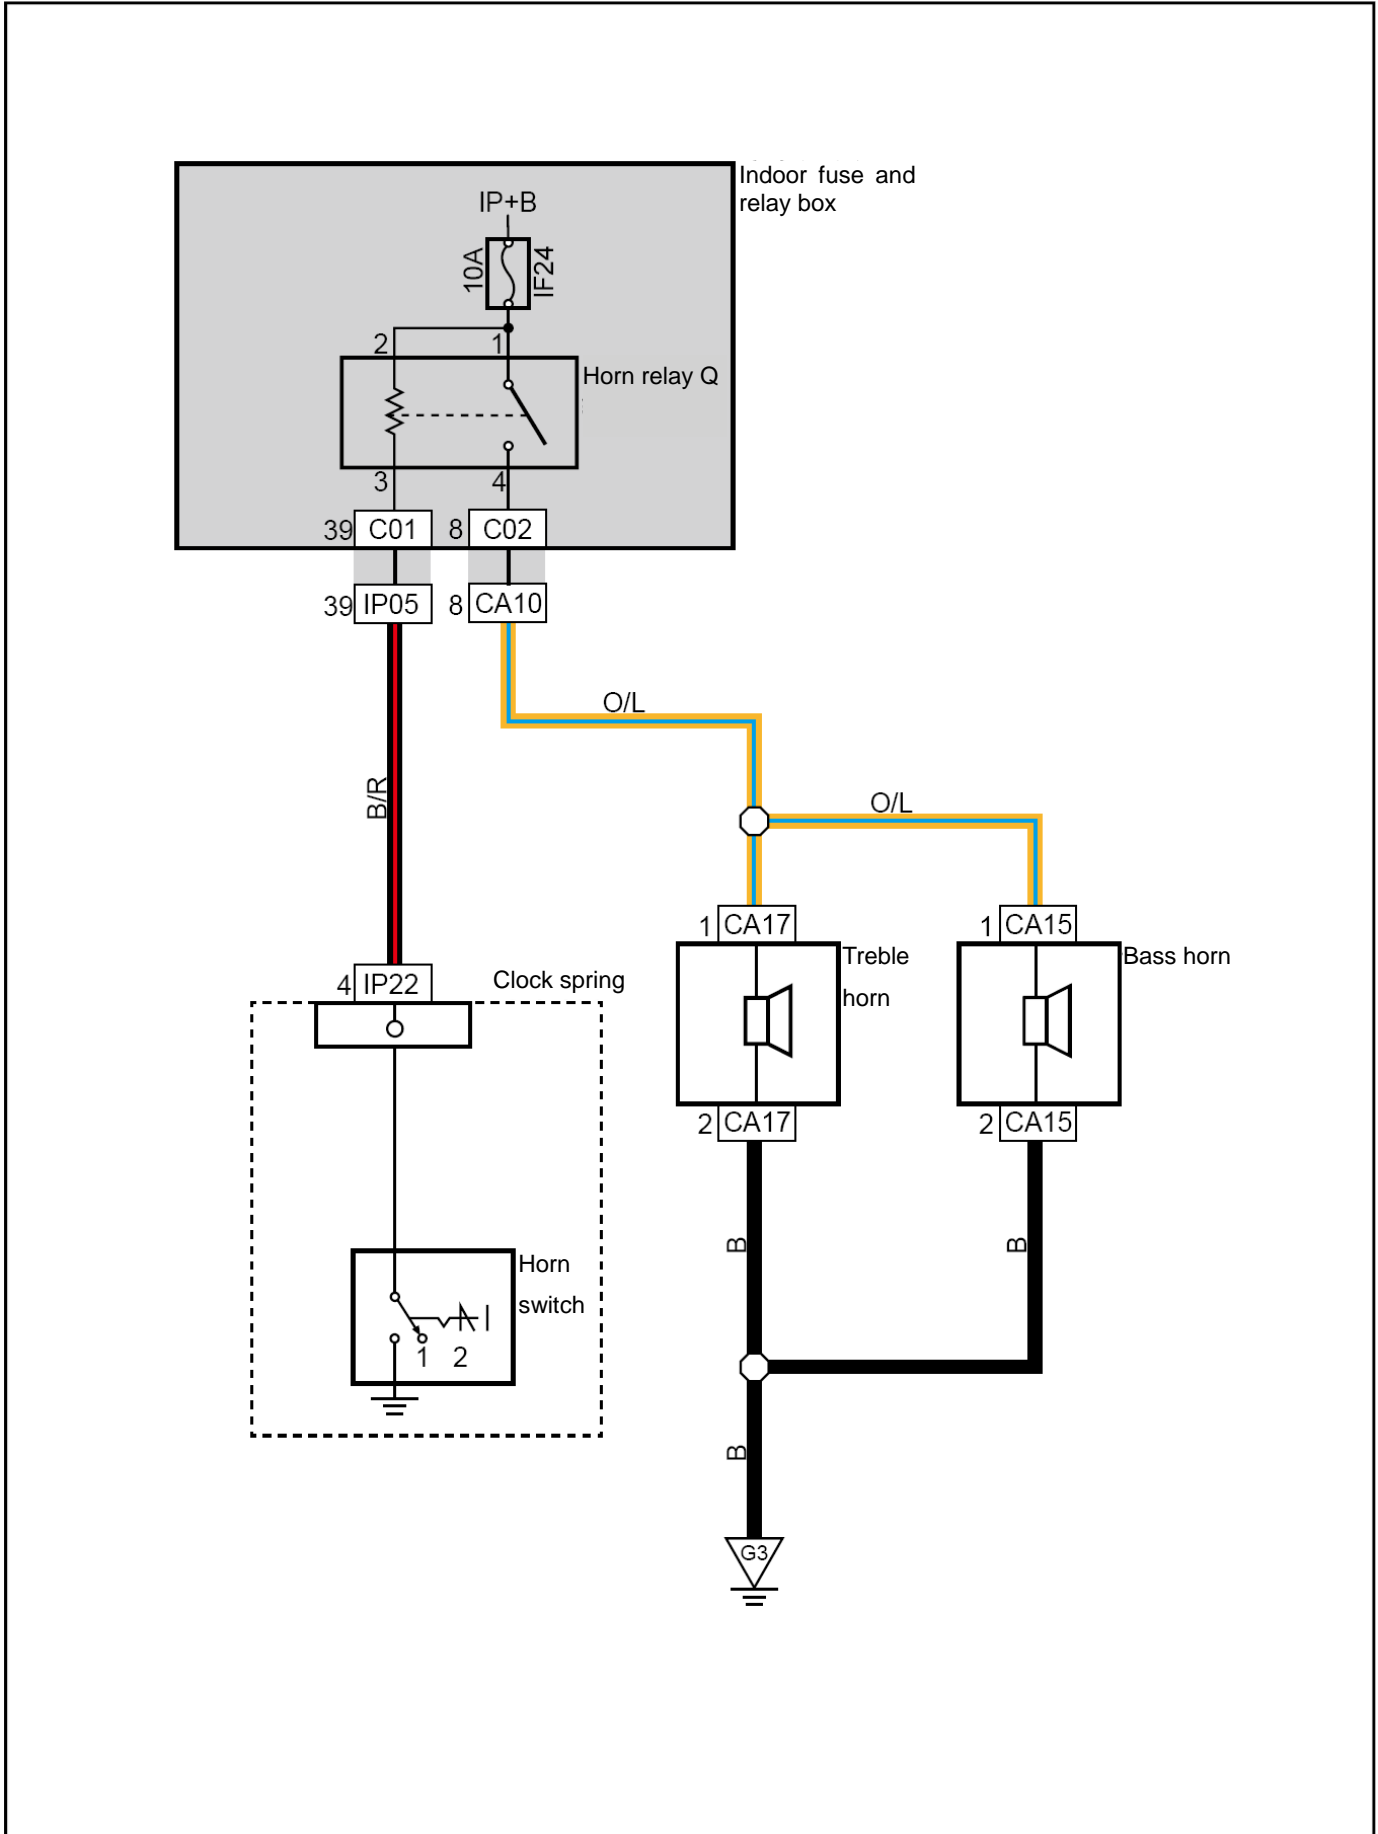 Indoor fuse and
relay box
IP+B
10A
IF24
2
1
Horn relay Q
3
4
39
C01
8
C02
39
IP05
8
CA10
O/L
B/R
O/L
1
CA17
1
CA15
Treble
horn
Bass horn
4
IP22
Clock spring
2
CA17
2
CA15
B
B
Horn
switch
1
2
B
G3